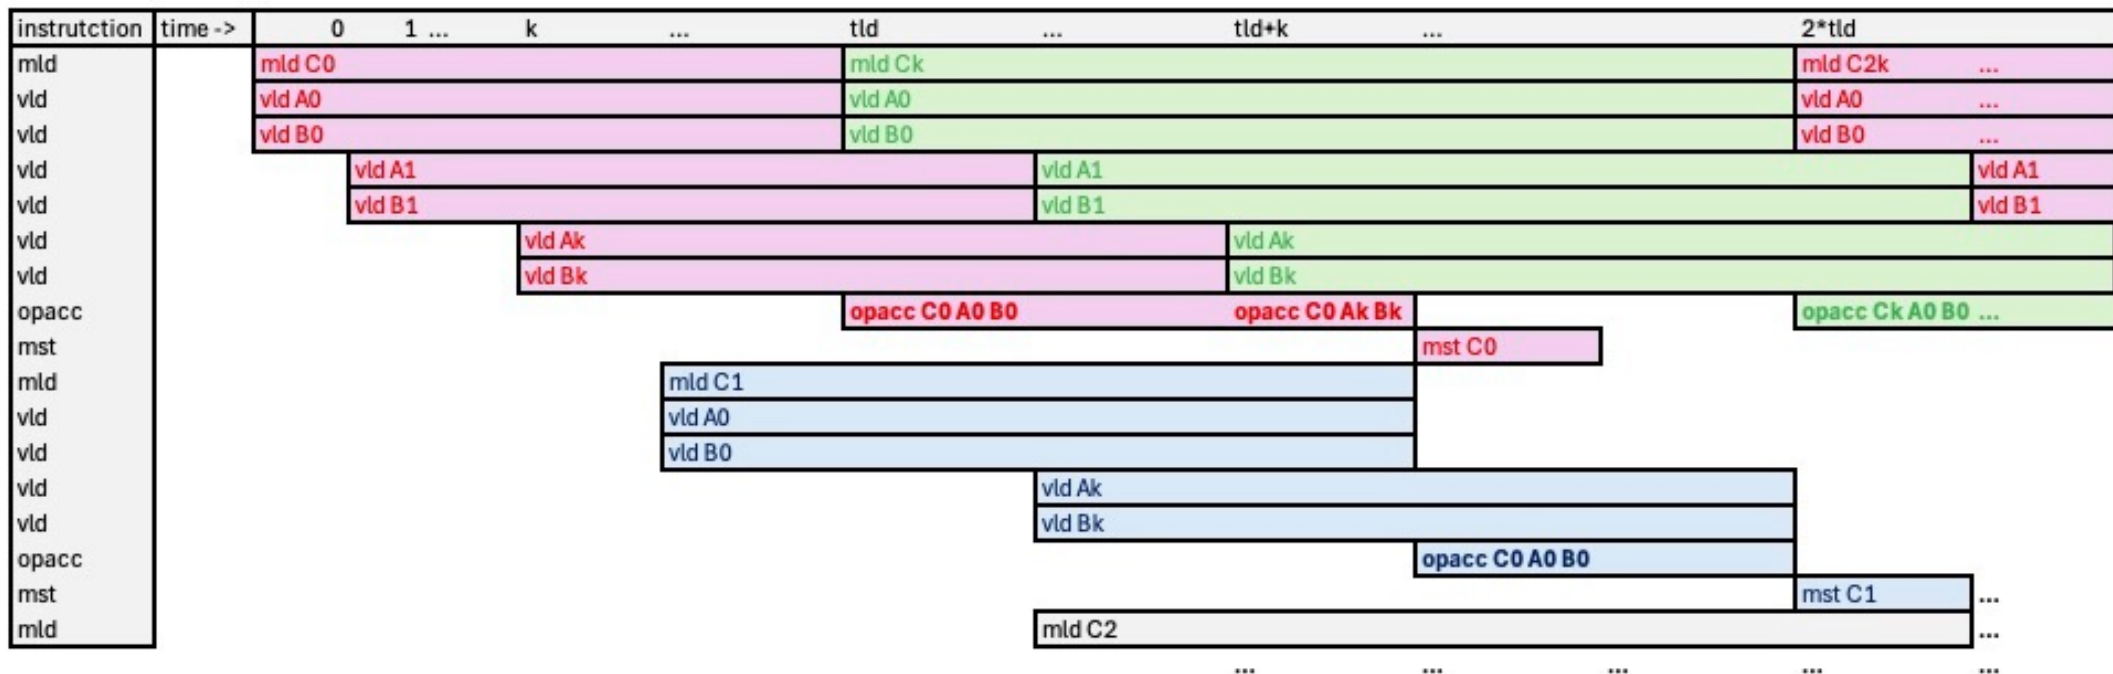 instrutction time -> 0 1 ... k ... tld ... tld+k ... 2*tld
mld mld C0 mld Ck mld C2k ...
vld vld A0 vld A0 vld A0 ...
vld vld B0 vld B0 vld B0 ...
vld vld A1 vld A1 vld A1
vld vld B1 vld B1 vld B1
vld vld Ak vld Ak
vld vld Bk vld Bk
opacc opacc C0 A0 B0 opacc C0 Ak Bk opacc Ck A0 B0 ...
mst mst C0
mld mld C1
vld vld A0
vld vld B0
vld vld Ak
vld vld Bk
opacc opacc C0 A0 B0
mst mst C1 ...
mld mld C2 ...
... ... ... ... ...